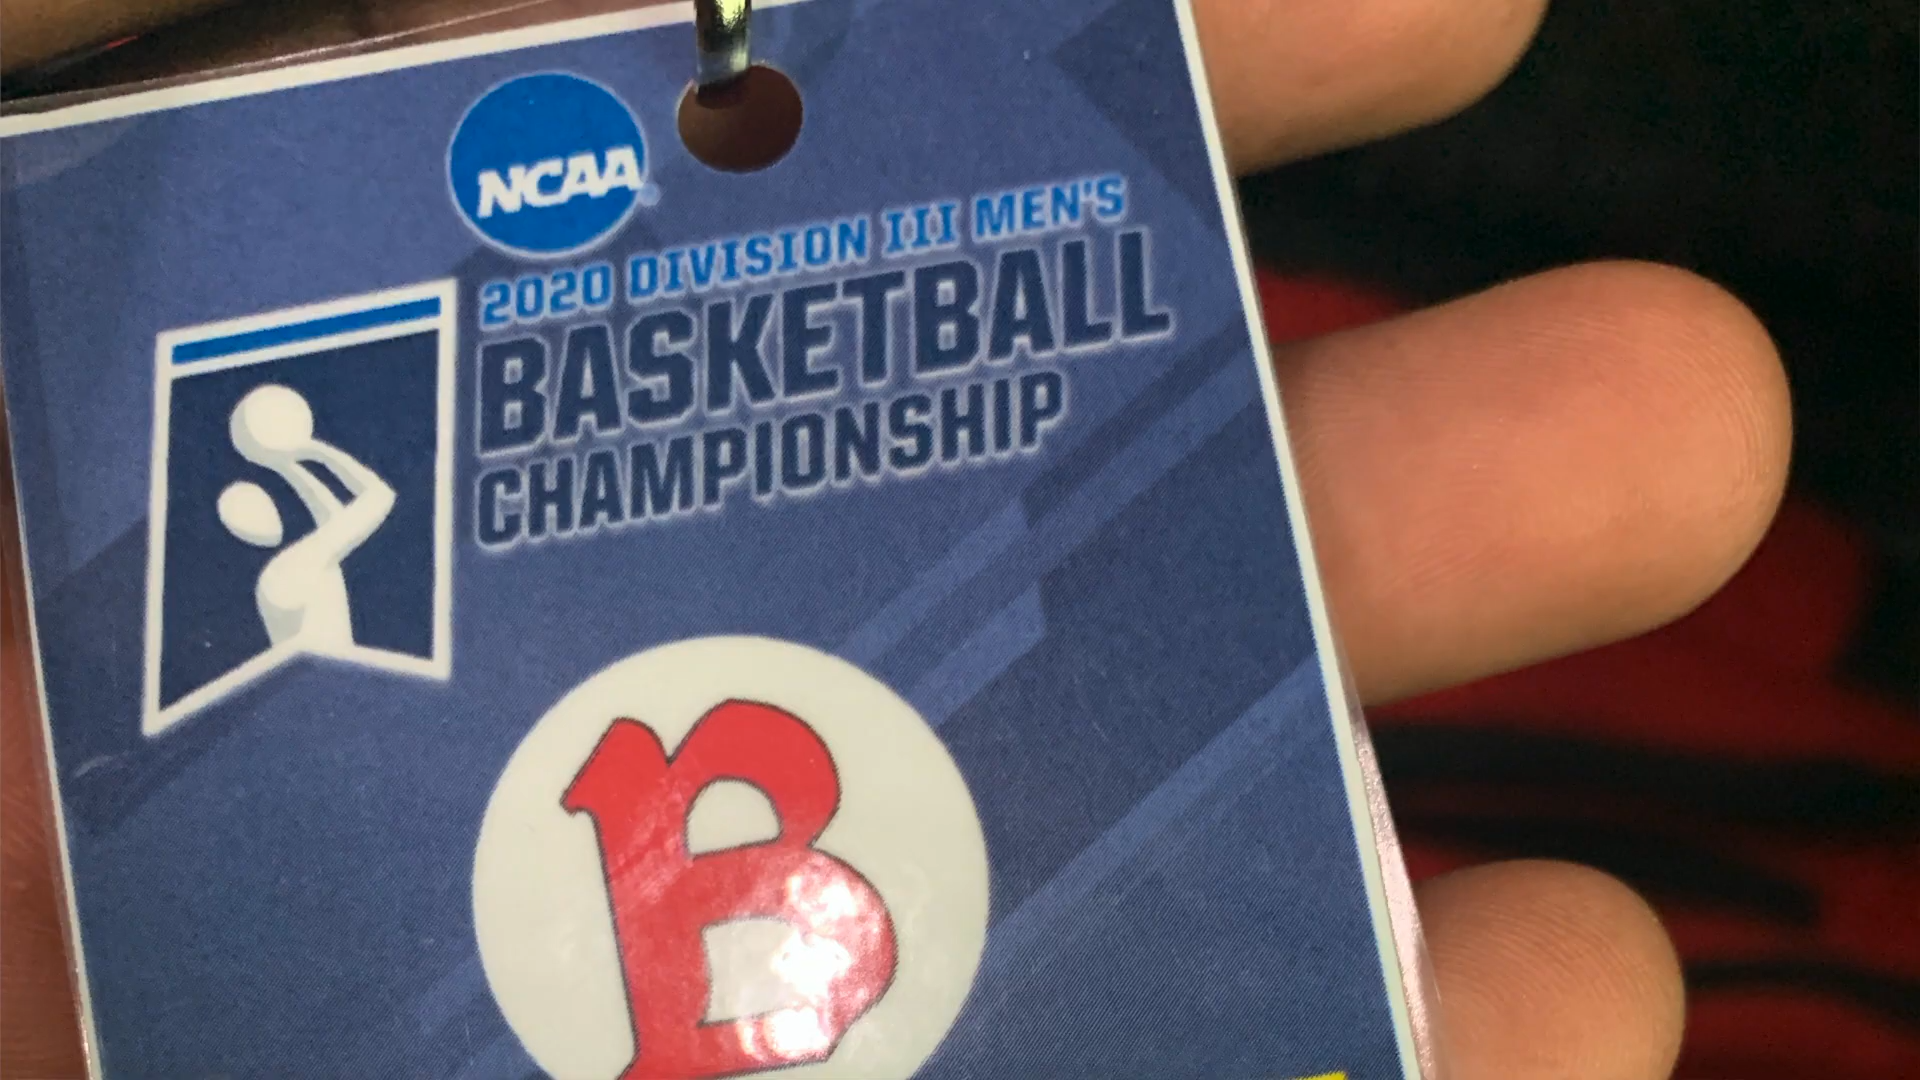 NCAA
2020 DIVISION III MEN'S
BASKETBALL
CHAMPIONSHIP
B